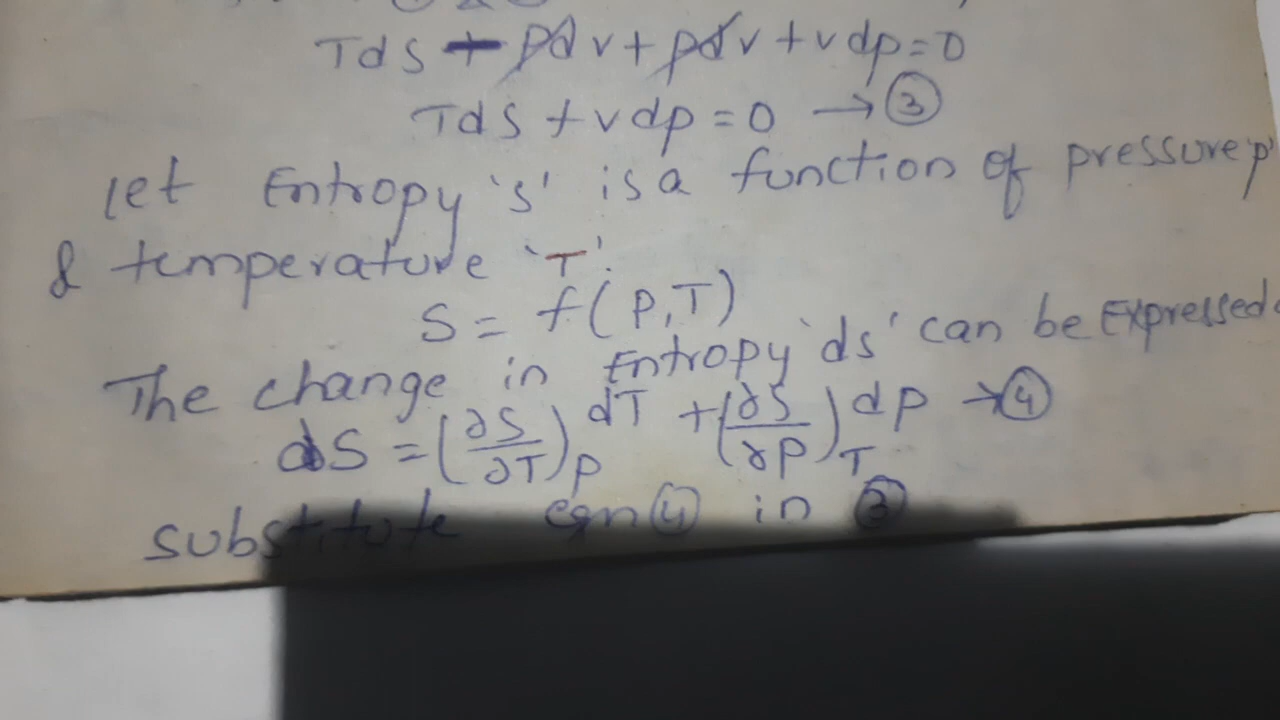 Tds + pdv + pdv + vdp = 0
Tds + vdp = 0 → ③
let Entropy 's' is a function of pressure 'p'
& temperature 'T'.
S = f(P,T)
The change in Entropy 'ds' can be Expressed
dS = (∂S/∂T)P dT + (∂S/∂P)T dp → ④
substitute eqn ④ in ③